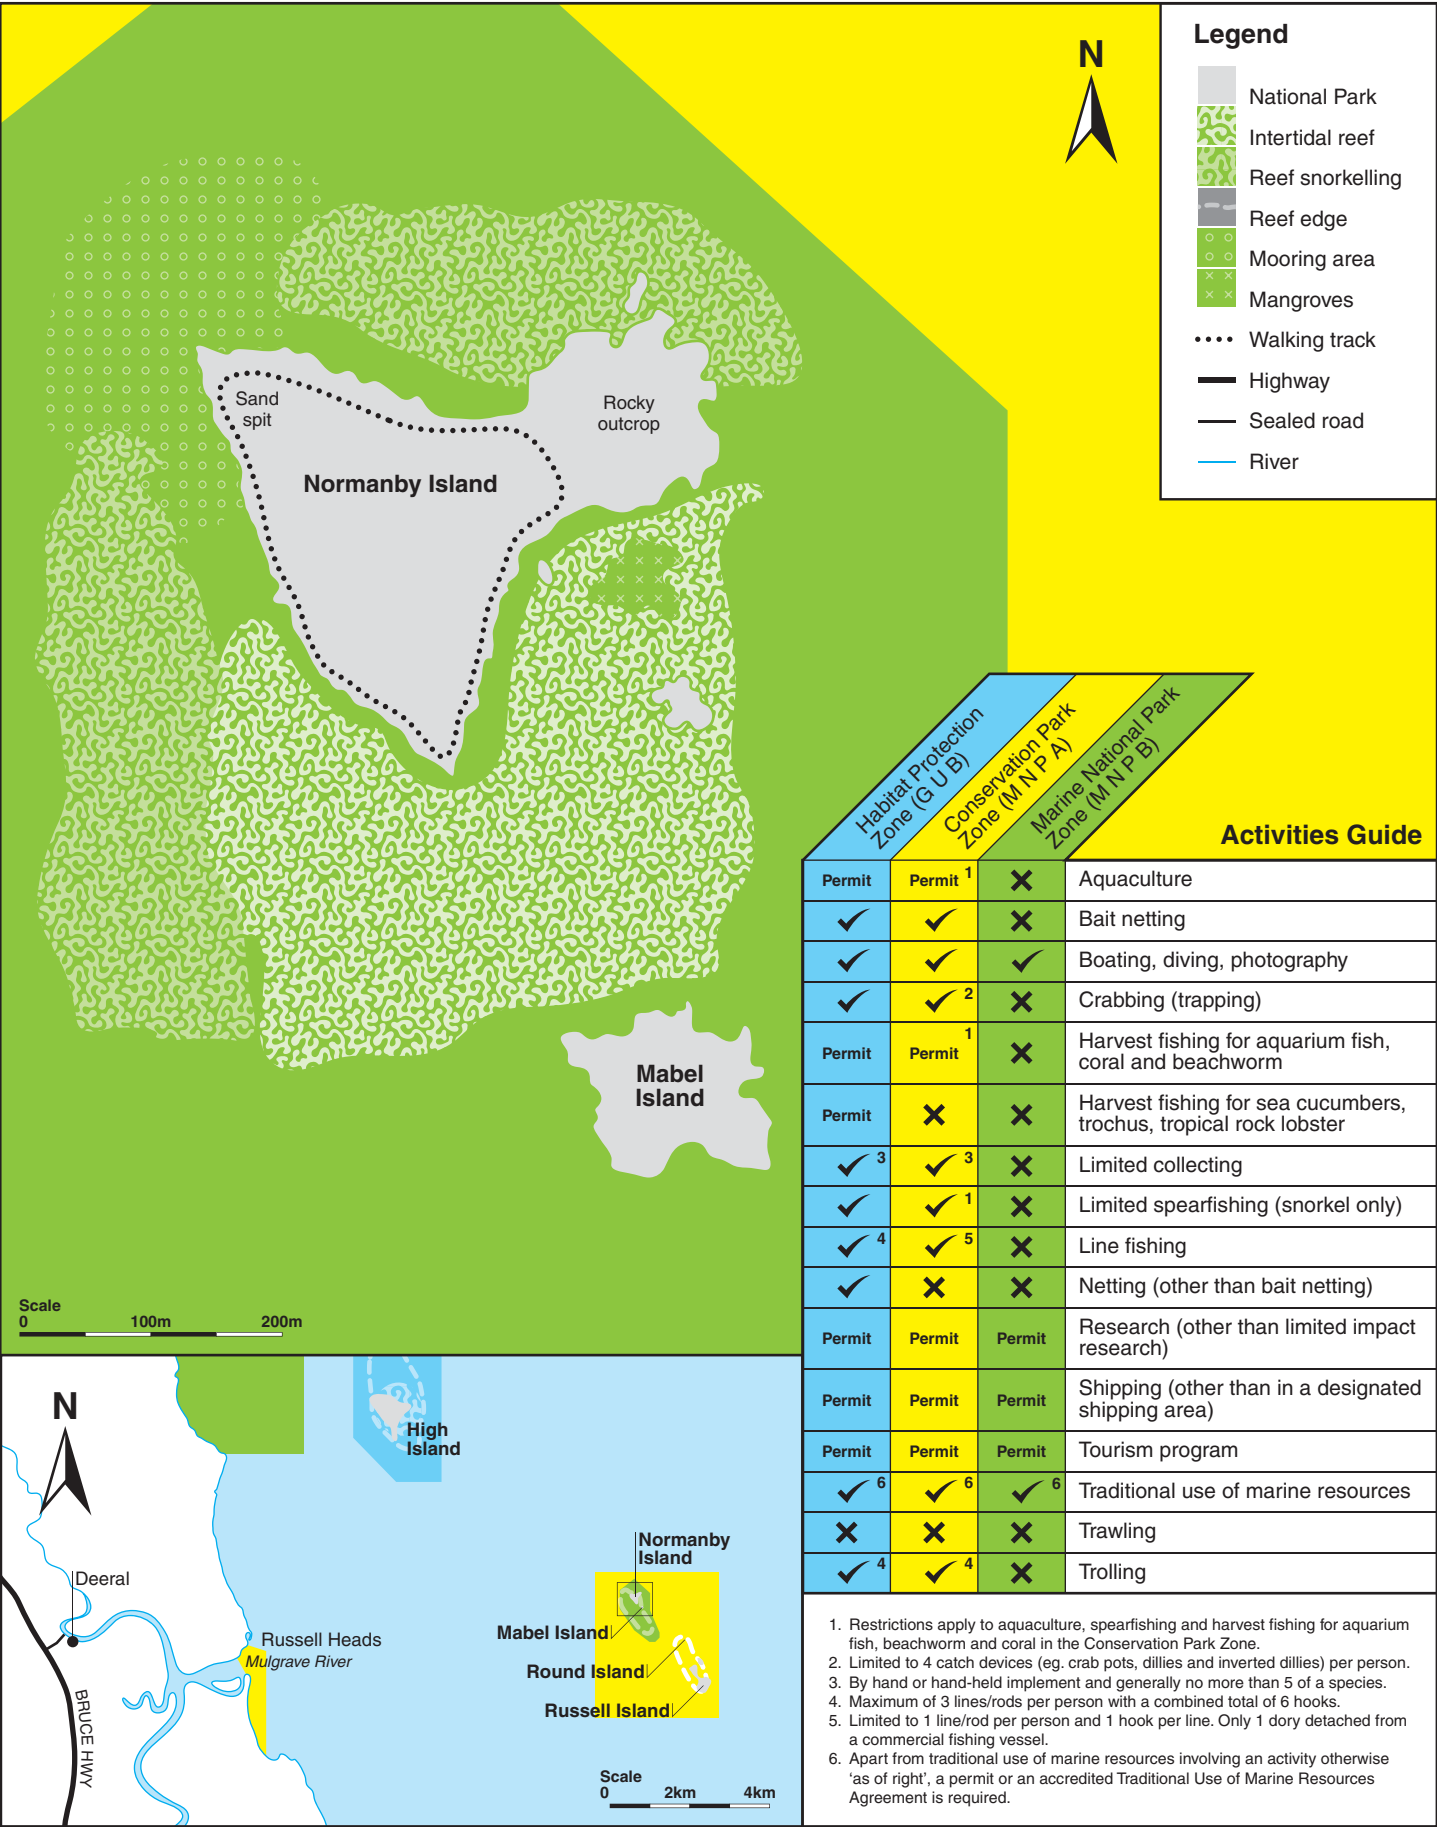 N
Legend
National Park
Intertidal reef
Reef snorkelling
Reef edge
Mooring area
Mangroves
Walking track
Highway
Sealed road
River
Sand
spit
Rocky
outcrop
Normanby Island
Mabel
Island
Scale
0 100m 200m
Habitat Protection
Zone (G U B)
Conservation Park
Zone (M N P A)
Marine National Park
Zone (M N P B)
Activities Guide
Permit Permit 1 Aquaculture
Bait netting
Boating, diving, photography
2 Crabbing (trapping)
Permit Permit 1 Harvest fishing for aquarium fish,
coral and beachworm
Permit Harvest fishing for sea cucumbers,
trochus, tropical rock lobster
3 3 Limited collecting
1 Limited spearfishing (snorkel only)
4 5 Line fishing
Netting (other than bait netting)
Permit Permit Permit Research (other than limited impact
research)
Permit Permit Permit Shipping (other than in a designated
shipping area)
Permit Permit Permit Tourism program
6 6 6 Traditional use of marine resources
Trawling
4 4 Trolling
1. Restrictions apply to aquaculture, spearfishing and harvest fishing for aquarium
fish, beachworm and coral in the Conservation Park Zone.
2. Limited to 4 catch devices (eg. crab pots, dillies and inverted dillies) per person.
3. By hand or hand-held implement and generally no more than 5 of a species.
4. Maximum of 3 lines/rods per person with a combined total of 6 hooks.
5. Limited to 1 line/rod per person and 1 hook per line. Only 1 dory detached from
a commercial fishing vessel.
6. Apart from traditional use of marine resources involving an activity otherwise
‘as of right’, a permit or an accredited Traditional Use of Marine Resources
Agreement is required.
N
High
Island
Normanby
Island
Deeral
Mabel Island
Russell Heads
Mulgrave River
Round Island
Russell Island
BRUCE HWY
Scale
0 2km 4km